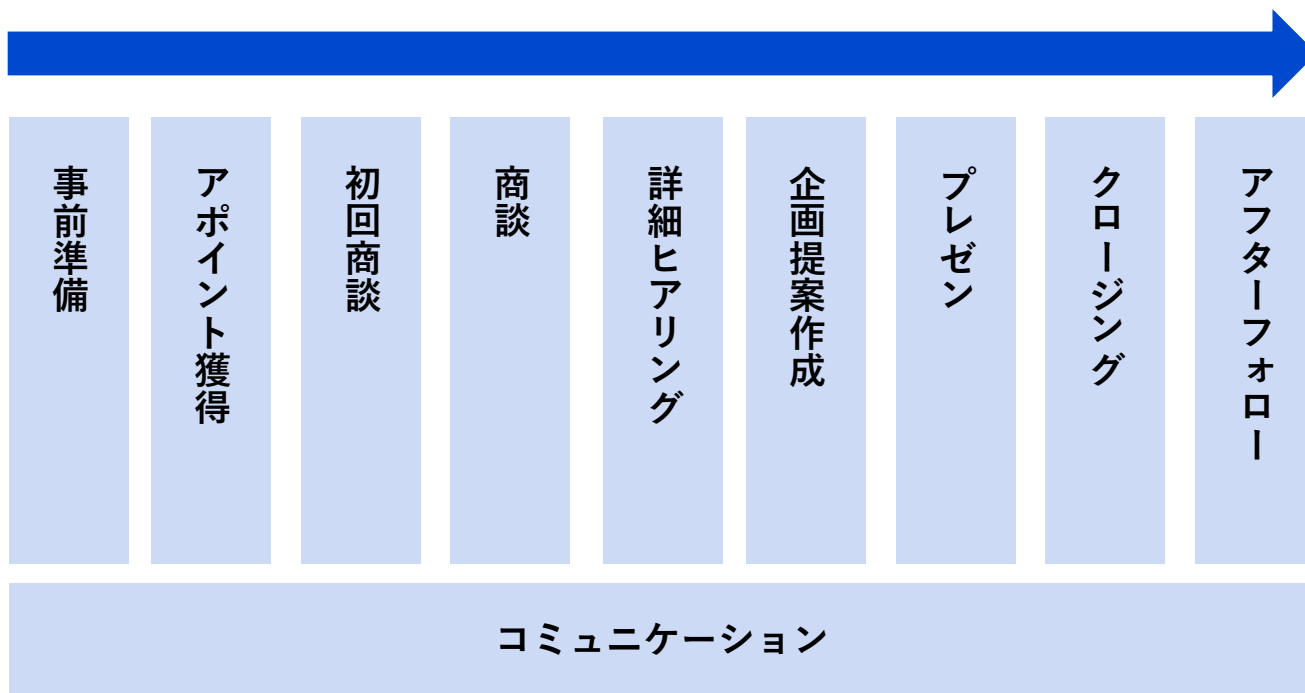 事前準備
アポイント獲得
初回商談
商談
詳細ヒアリング
企画提案作成
プレゼン
クロージング
アフターフォロー
コミュニケーション